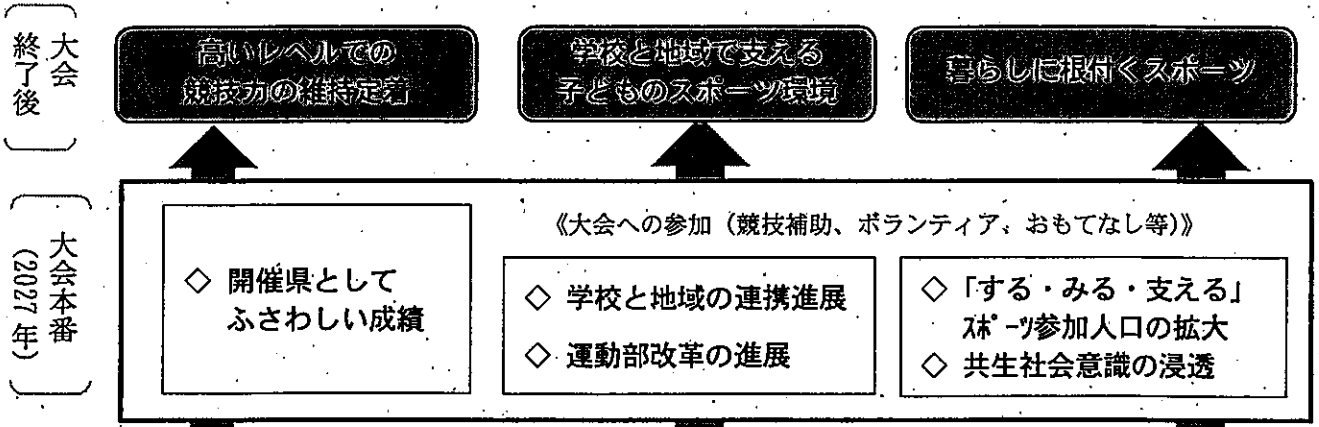 大会
終了後
高いレベルでの
競技力の維持定着
学校と地域で支える
子どものスポーツ環境
暮らしに根付くスポーツ
大会本番
(2027年)
《大会への参加（競技補助、ボランティア、おもてなし等）》
◇ 開催県として
ふさわしい成績
◇ 学校と地域の連携進展
◇ 運動部改革の進展
◇ 「する・みる・支える」
ｽﾎﾟｰﾂ参加人口の拡大
◇ 共生社会意識の浸透